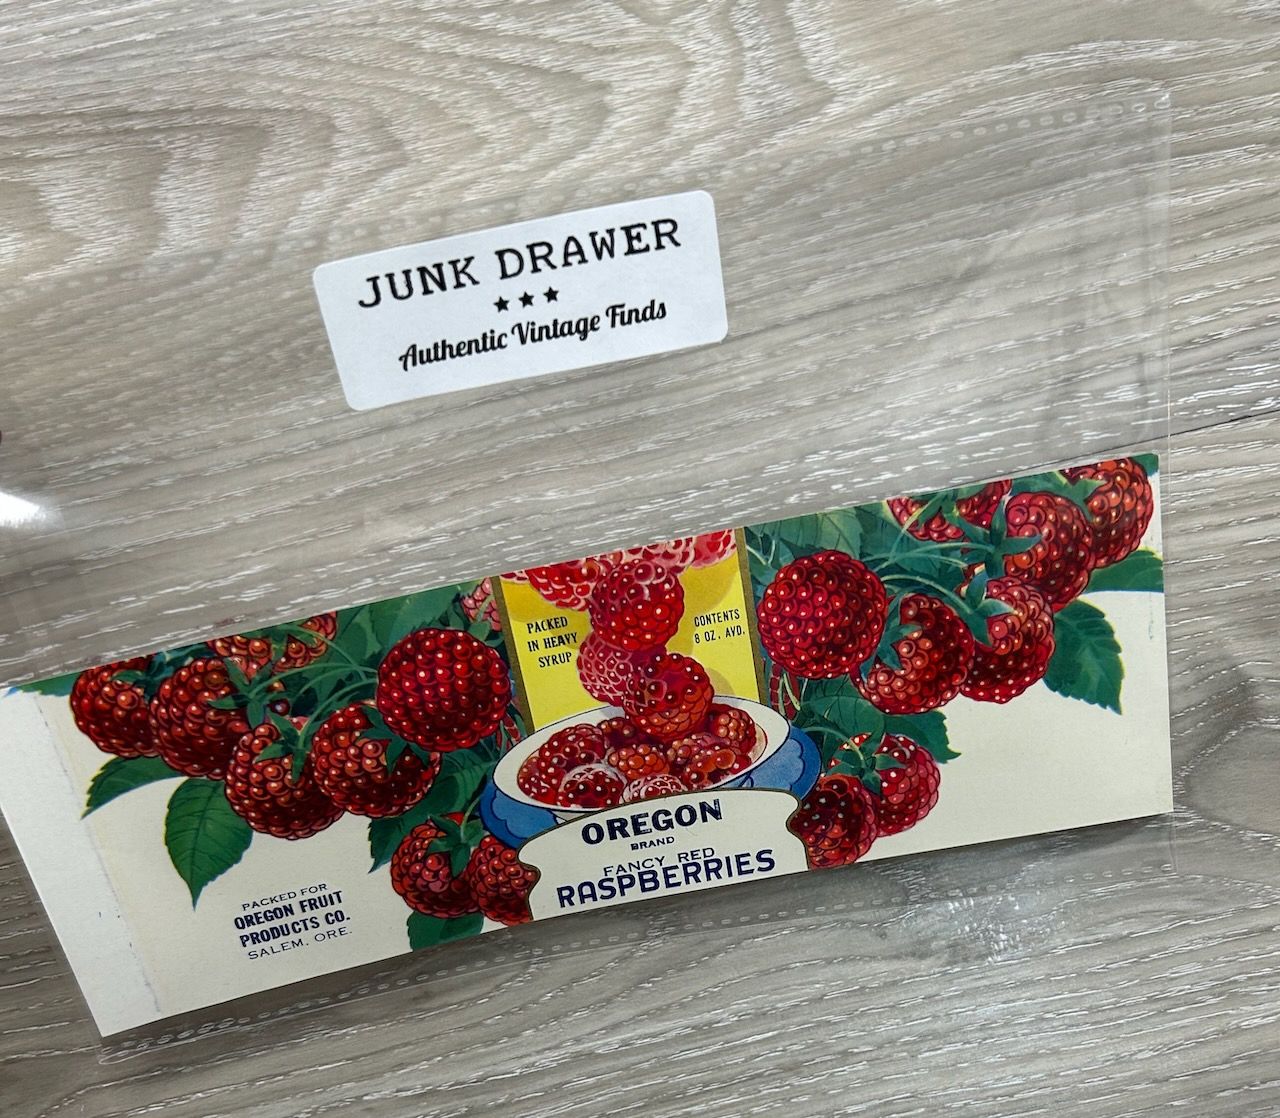 JUNK DRAWER
Authentic Vintage Finds
PACKED
IN HEAVY
SYRUP
CONTENTS
8 OZ. AVD.
OREGON
BRAND
FANCY RED
RASPBERRIES
PACKED FOR
OREGON FRUIT
PRODUCTS CO.
SALEM, ORE.